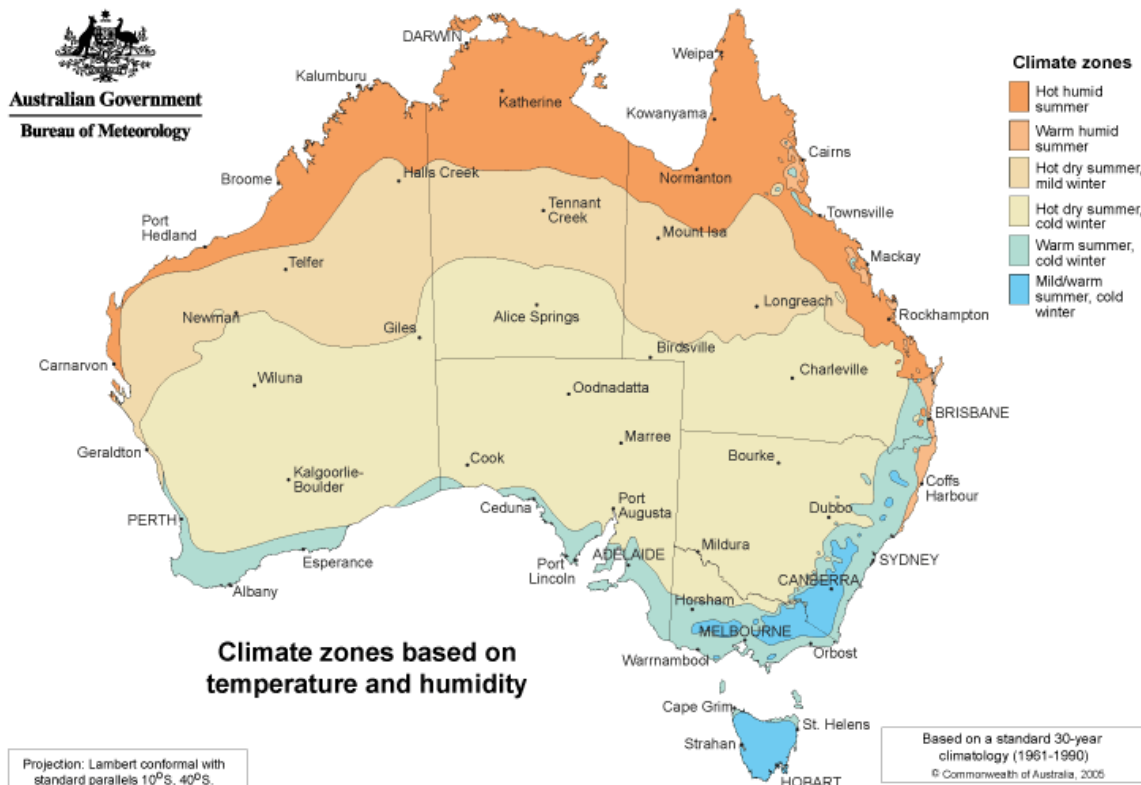 Australian Government
Bureau of Meteorology
DARWIN
Weipa
Kalumburu
Katherine
Kowanyama
Cairns
Broome
Halls Creek
Normanton
Port
Hedland
Tennant
Creek
Townsville
Mount Isa
Telfer
Mackay
Newman
Longreach
Alice Springs
Rockhampton
Giles
Birdsville
Carnarvon
Wiluna
Charleville
Oodnadatta
BRISBANE
Marree
Geraldton
Bourke
Cook
Kalgoorlie-
Boulder
Coffs
Harbour
Ceduna
Port
Augusta
Dubbo
PERTH
Mildura
ADELAIDE
SYDNEY
Esperance
Port
Lincoln
CANBERRA
Albany
Horsham
MELBOURNE
Warrnambool
Orbost
Cape Grim
St. Helens
Strahan
HOBART
Climate zones
Hot humid
summer
Warm humid
summer
Hot dry summer,
mild winter
Hot dry summer,
cold winter
Warm summer,
cold winter
Mild/warm
summer, cold
winter
Climate zones based on
temperature and humidity
Projection: Lambert conformal with
standard parallels 10°S, 40°S.
Based on a standard 30-year
climatology (1961-1990)
© Commonwealth of Australia, 2005